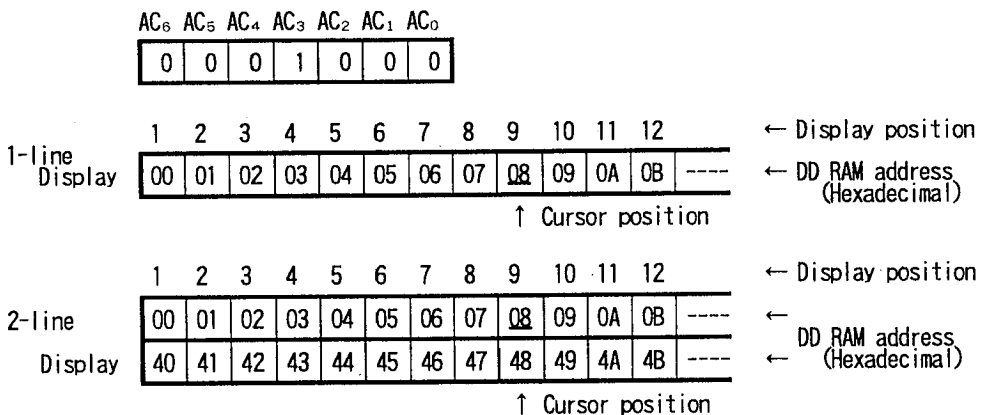 AC₆ AC₅ AC₄ AC₃ AC₂ AC₁ AC₀
0 0 0 1 0 0 0
1 2 3 4 5 6 7 8 9 10 11 12 ← Display position
1-line
Display 00 01 02 03 04 05 06 07 08 09 0A 0B ---- ← DD RAM address
(Hexadecimal)
↑ Cursor position
1 2 3 4 5 6 7 8 9 10 11 12 ← Display position
2-line 00 01 02 03 04 05 06 07 08 09 0A 0B ---- ←
DD RAM address
Display 40 41 42 43 44 45 46 47 48 49 4A 4B ---- ← (Hexadecimal)
↑ Cursor position